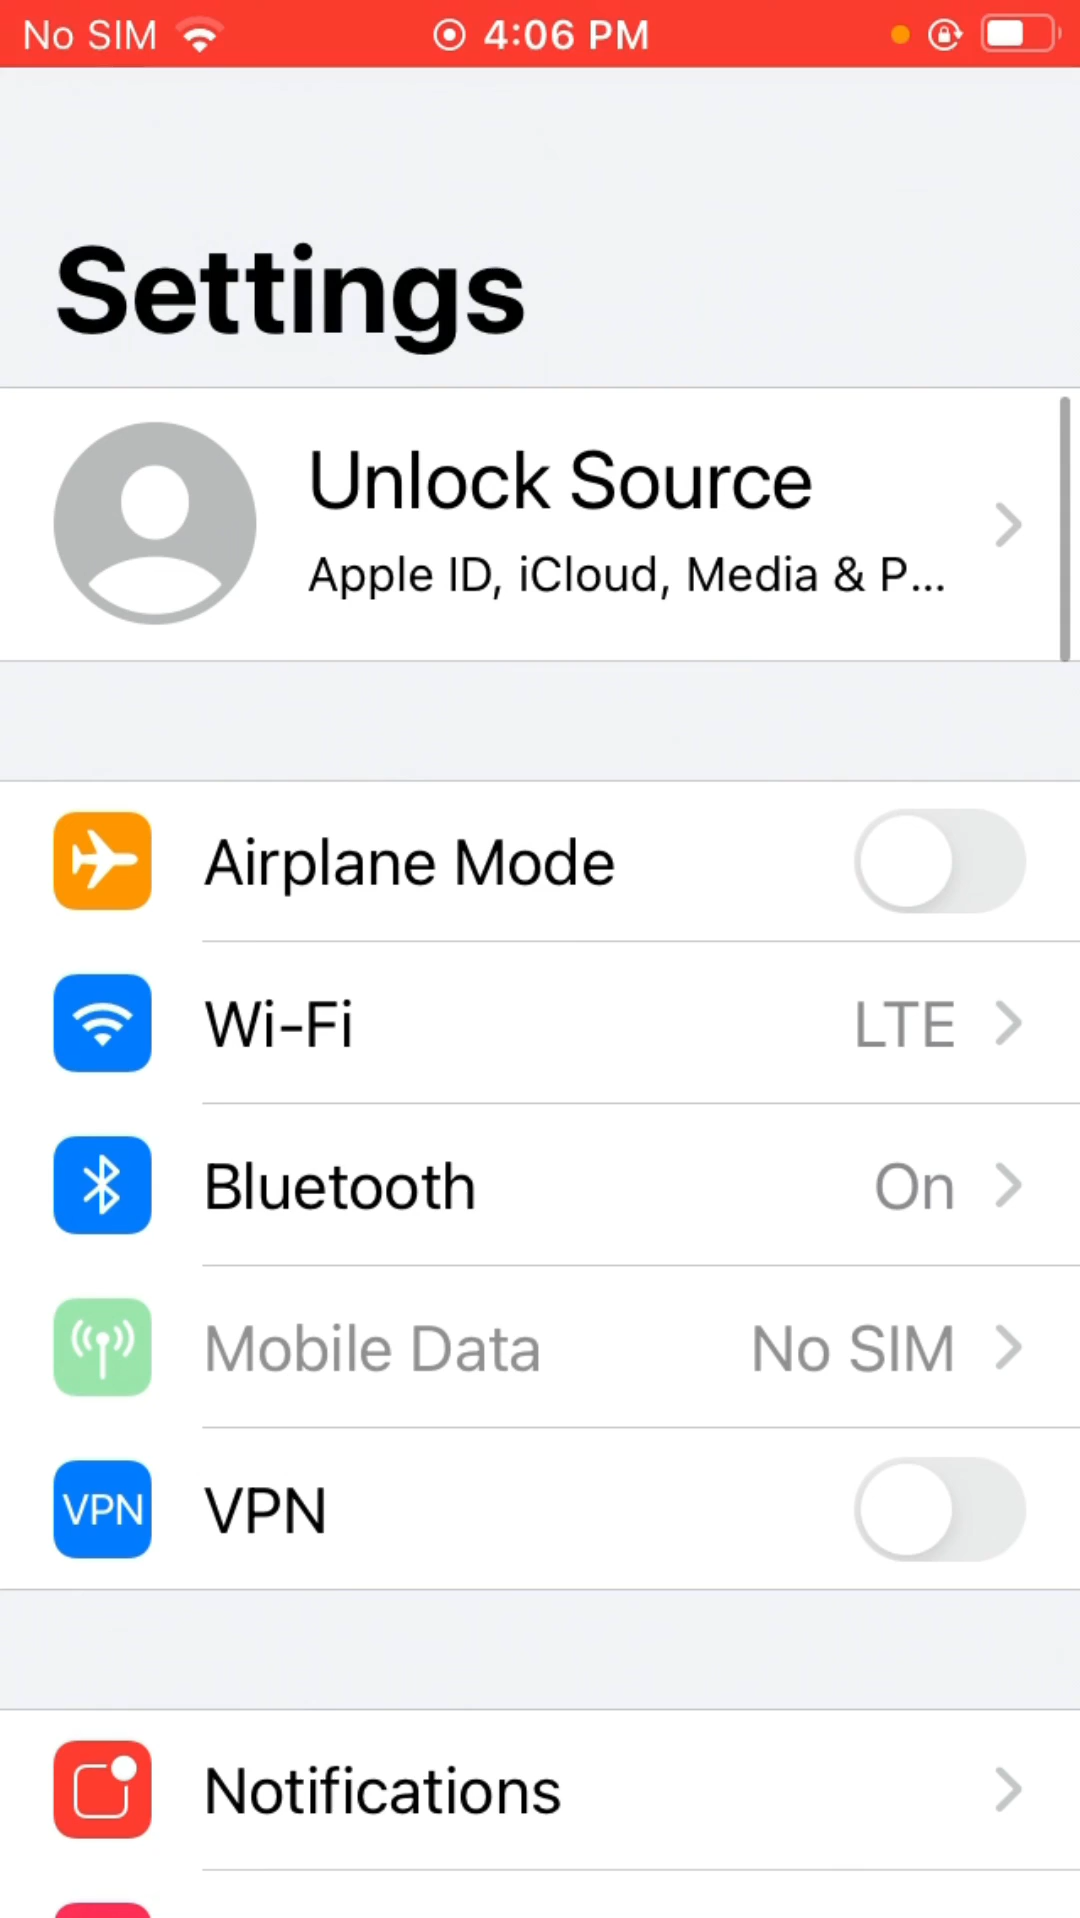 No SIM 4:06 PM
Settings
Unlock Source
Apple ID, iCloud, Media & P...
Airplane Mode
Wi-Fi LTE
Bluetooth On
Mobile Data No SIM
VPN VPN
Notifications